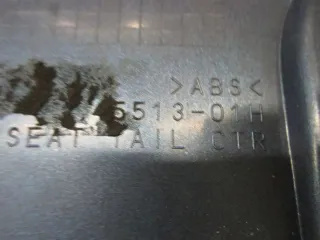 >ABS<
5513-01H
SEAT TAIL CTR